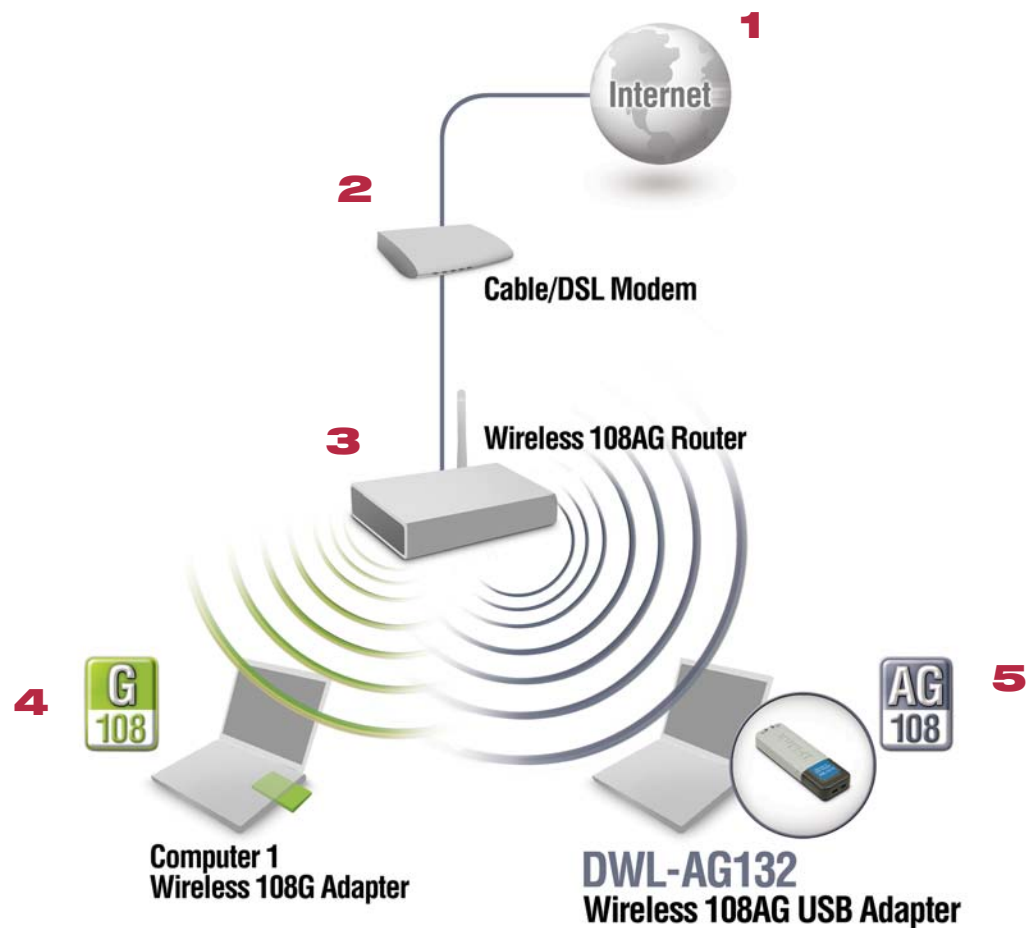 1
Internet
2
Cable/DSL Modem
3
Wireless 108AG Router
4
G
108
AG
108
5
Computer 1
Wireless 108G Adapter
DWL-AG132
Wireless 108AG USB Adapter